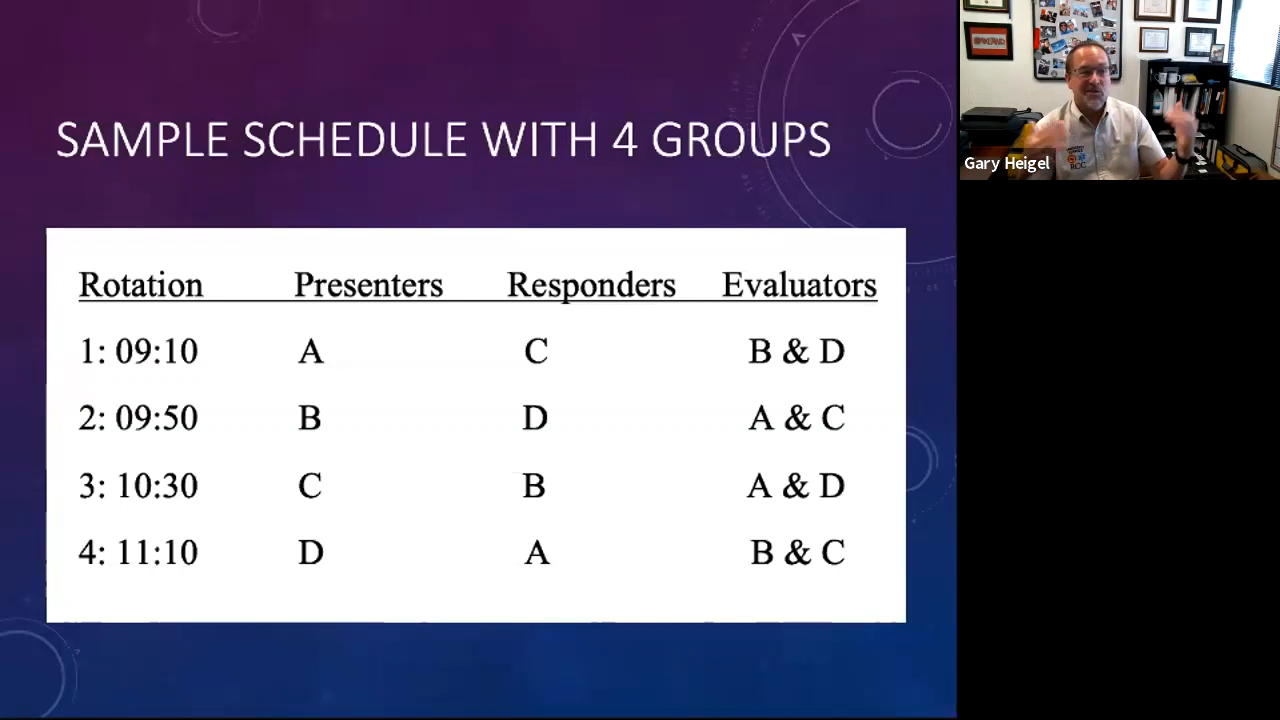 SAMPLE SCHEDULE WITH 4 GROUPS
Rotation Presenters Responders Evaluators
1: 09:10 A C B & D
2: 09:50 B D A & C
3: 10:30 C B A & D
4: 11:10 D A B & C
Gary Heigel
RCC